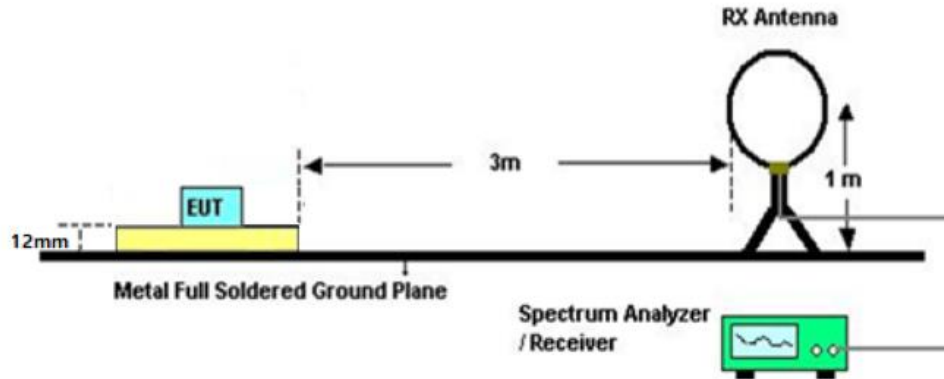 RX Antenna
3m
1 m
EUT
12mm
Metal Full Soldered Ground Plane
Spectrum Analyzer
/ Receiver